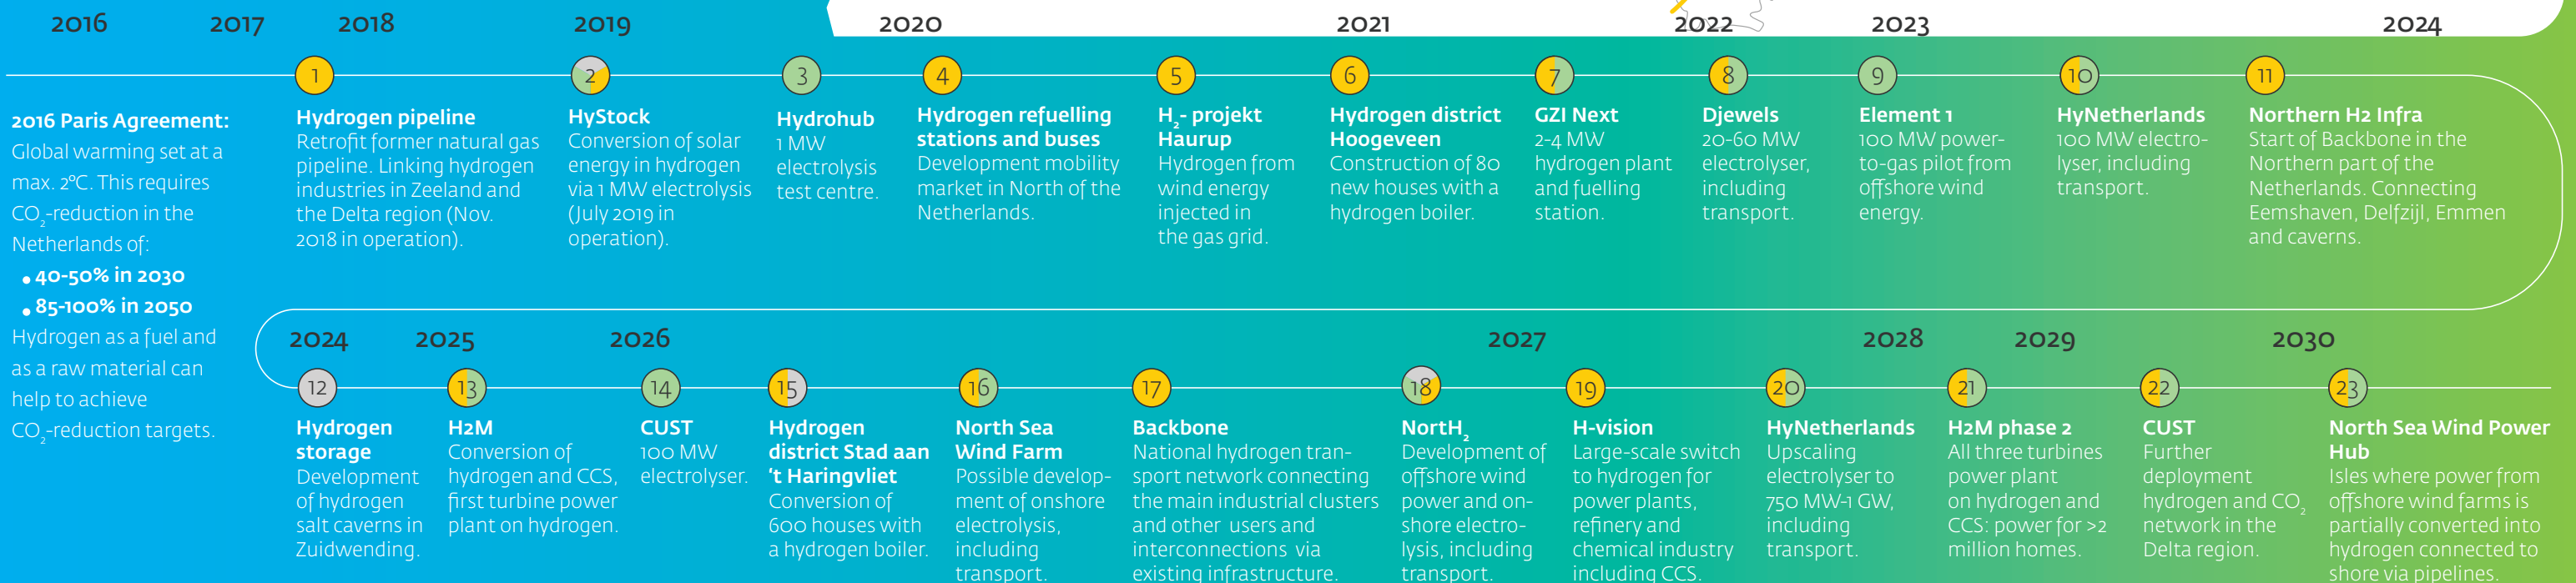 2016 2017 2018 2019 2020 2021 2022 2023 2024
1 2 3 4 5 6 7 8 9 10 11
2016 Paris Agreement:
Global warming set at a
max. 2°C. This requires
CO₂-reduction in the
Netherlands of:
• 40-50% in 2030
• 85-100% in 2050
Hydrogen as a fuel and
as a raw material can
help to achieve
CO₂-reduction targets.
Hydrogen pipeline
Retrofit former natural gas
pipeline. Linking hydrogen
industries in Zeeland and
the Delta region (Nov.
2018 in operation).
HyStock
Conversion of solar
energy in hydrogen
via 1 MW electrolysis
(July 2019 in
operation).
Hydrohub
1 MW
electrolysis
test centre.
Hydrogen refuelling
stations and buses
Development mobility
market in North of the
Netherlands.
H₂- projekt
Haurup
Hydrogen from
wind energy
injected in
the gas grid.
Hydrogen district
Hoogeveen
Construction of 80
new houses with a
hydrogen boiler.
GZI Next
2-4 MW
hydrogen plant
and fuelling
station.
Djewels
20-60 MW
electrolyser,
including
transport.
Element 1
100 MW power-
to-gas pilot from
offshore wind
energy.
HyNetherlands
100 MW electro-
lyser, including
transport.
Northern H2 Infra
Start of Backbone in the
Northern part of the
Netherlands. Connecting
Eemshaven, Delfzijl, Emmen
and caverns.
2024 2025 2026 2027 2028 2029 2030
12 13 14 15 16 17 18 19 20 21 22 23
Hydrogen
storage
Development
of hydrogen
salt caverns in
Zuidwending.
H2M
Conversion of
hydrogen and CCS,
first turbine power
plant on hydrogen.
CUST
100 MW
electrolyser.
Hydrogen
district Stad aan
't Haringvliet
Conversion of
600 houses with
a hydrogen boiler.
North Sea
Wind Farm
Possible develop-
ment of onshore
electrolysis,
including
transport.
Backbone
National hydrogen tran-
sport network connecting
the main industrial clusters
and other users and
interconnections via
existing infrastructure.
NortH₂
Development of
offshore wind
power and on-
shore electro-
lysis, including
transport.
H-vision
Large-scale switch
to hydrogen for
power plants,
refinery and
chemical industry
including CCS.
HyNetherlands
Upscaling
electrolyser to
750 MW-1 GW,
including
transport.
H2M phase 2
All three turbines
power plant
on hydrogen and
CCS: power for >2
million homes.
CUST
Further
deployment
hydrogen and CO₂
network in the
Delta region.
North Sea Wind Power
Hub
Isles where power from
offshore wind farms is
partially converted into
hydrogen connected to
shore via pipelines.